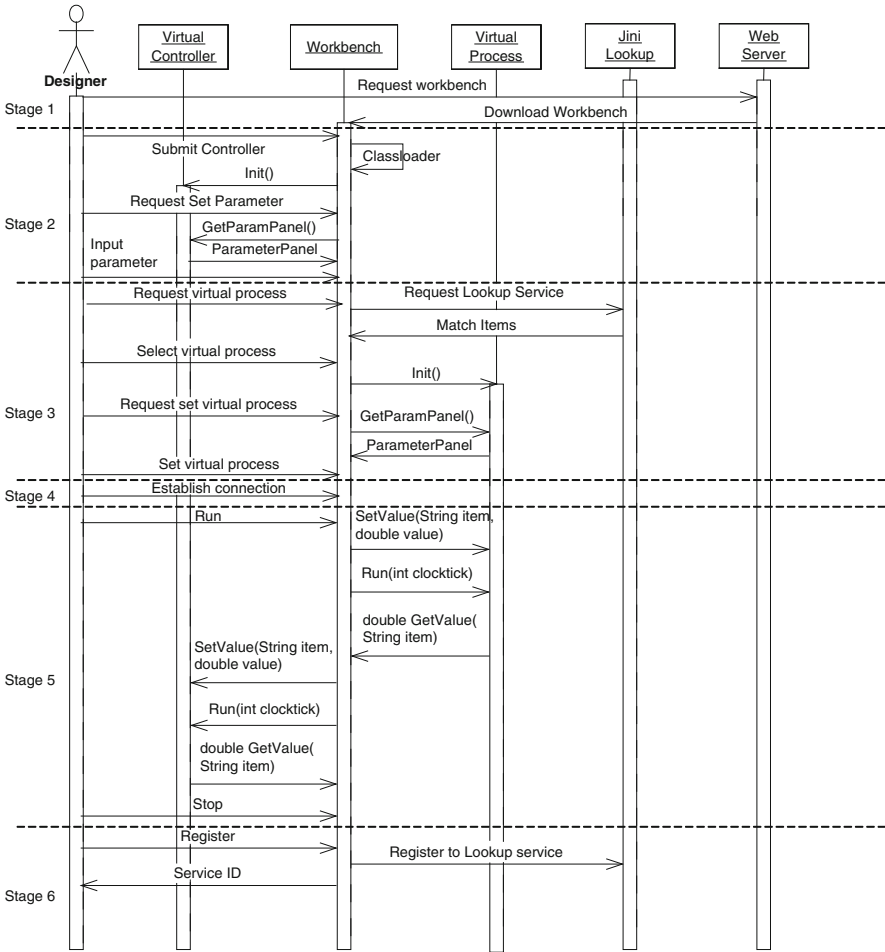 Virtual
Controller
Workbench
Virtual
Process
Jini
Lookup
Web
Server
Designer
Request workbench
Stage 1
Download Workbench
Submit Controller
Classloader
Init()
Request Set Parameter
Stage 2
GetParamPanel()
Input
parameter
ParameterPanel
Request virtual process
Request Lookup Service
Match Items
Select virtual process
Init()
Stage 3
Request set virtual process
GetParamPanel()
ParameterPanel
Set virtual process
Stage 4
Establish connection
Run
SetValue(String item,
double value)
Run(int clocktick)
double GetValue(
String item)
SetValue(String item,
double value)
Stage 5
Run(int clocktick)
double GetValue(
String item)
Stop
Register
Register to Lookup service
Service ID
Stage 6